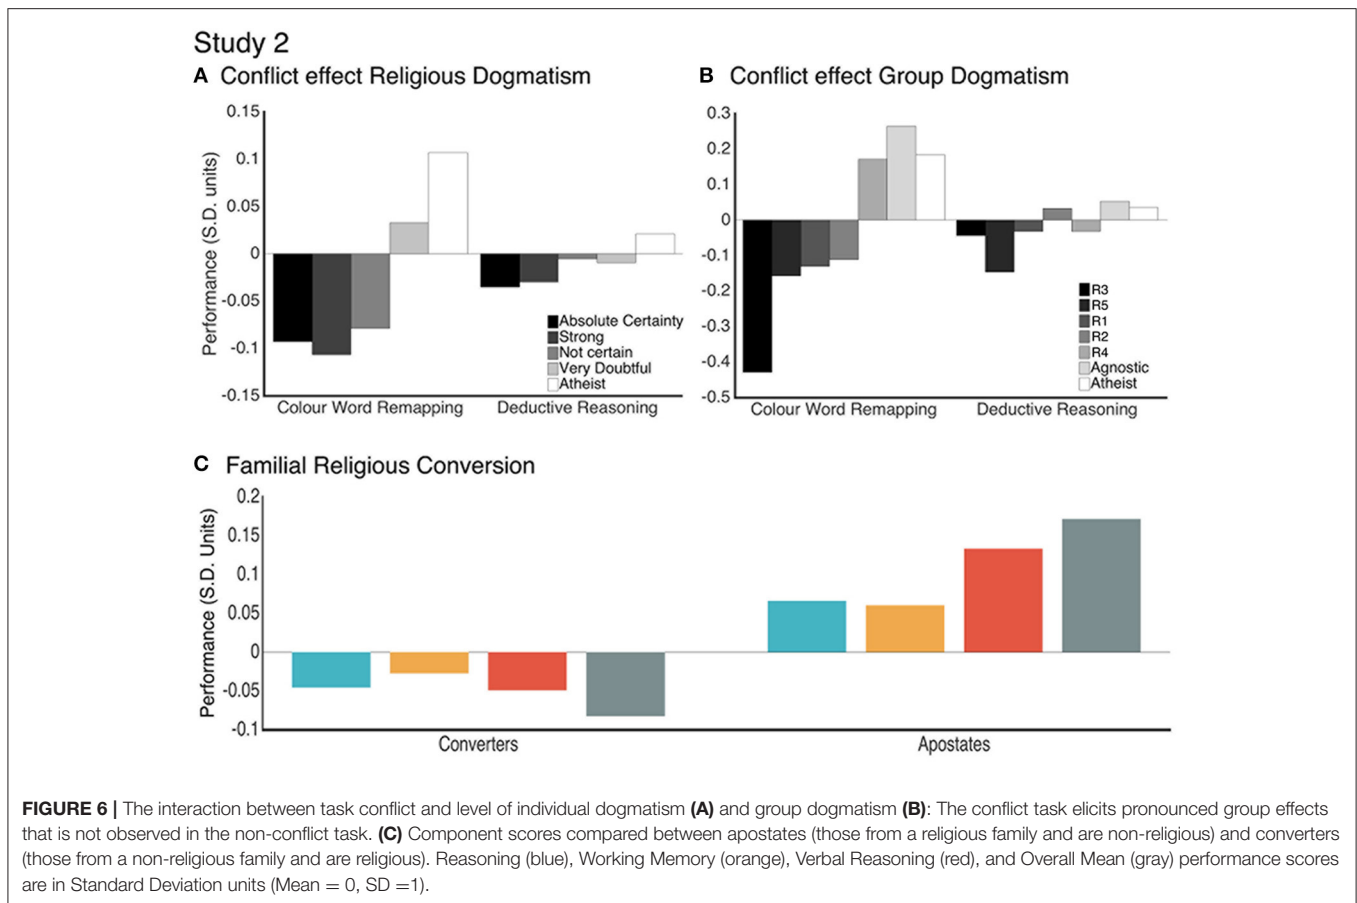 Study 2
A Conflict effect Religious Dogmatism
0.15
0.1
0.05
0
-0.05
-0.1
-0.15
Performance (S.D. units)
Absolute Certainty
Strong
Not certain
Very Doubtful
Atheist
Colour Word Remapping
Deductive Reasoning
B Conflict effect Group Dogmatism
0.3
0.2
0.1
0
-0.1
-0.2
-0.3
-0.4
-0.5
R3
R5
R1
R2
R4
Agnostic
Atheist
Colour Word Remapping
Deductive Reasoning
C Familial Religious Conversion
0.2
0.15
0.1
0.05
0
-0.05
-0.1
Performance (S.D. Units)
Converters
Apostates
FIGURE 6 | The interaction between task conflict and level of individual dogmatism (A) and group dogmatism (B): The conflict task elicits pronounced group effects
that is not observed in the non-conflict task. (C) Component scores compared between apostates (those from a religious family and are non-religious) and converters
(those from a non-religious family and are religious). Reasoning (blue), Working Memory (orange), Verbal Reasoning (red), and Overall Mean (gray) performance scores
are in Standard Deviation units (Mean = 0, SD =1).